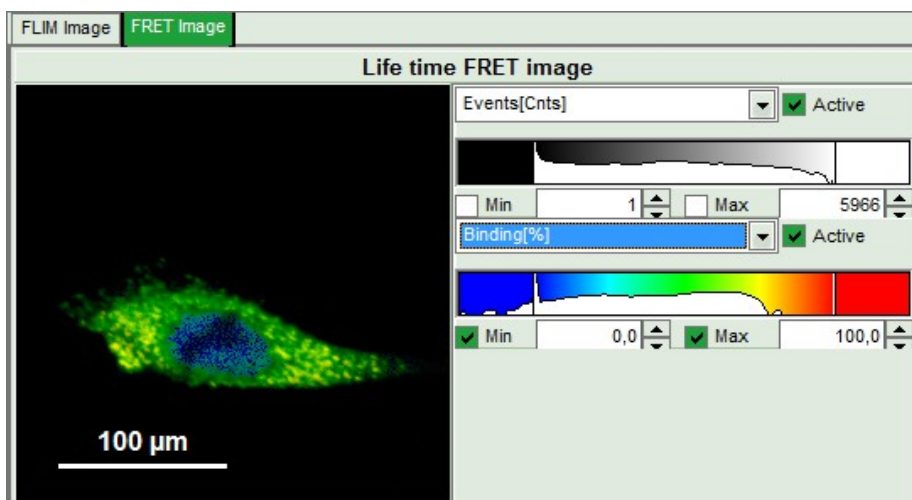 FLIM Image FRET Image
Life time FRET image
Events[Cnts] Active
Min 1 Max 5966
Binding[%] Active
Min 0,0 Max 100,0
100 µm